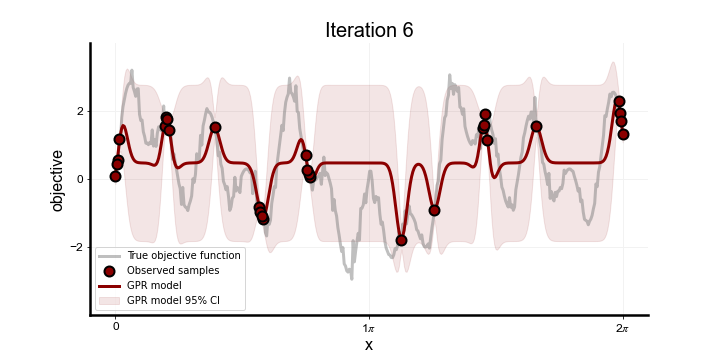 Iteration 6
objective
2
0
−2
True objective function
Observed samples
GPR model
GPR model 95% CI
0
1π
2π
x